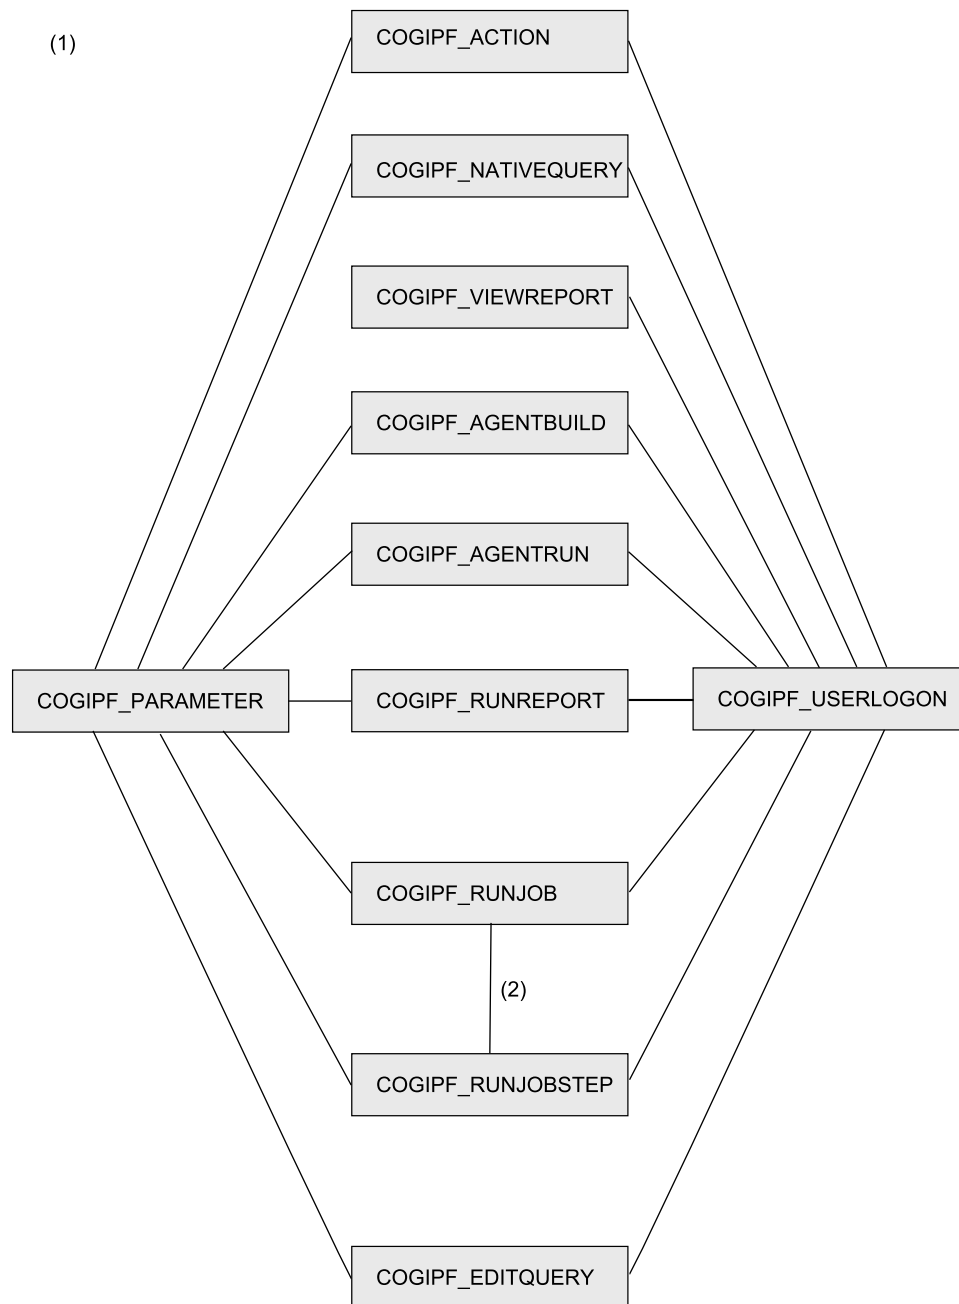 (1)
COGIPF_ACTION
COGIPF_NATIVEQUERY
COGIPF_VIEWREPORT
COGIPF_AGENTBUILD
COGIPF_AGENTRUN
COGIPF_PARAMETER
COGIPF_RUNREPORT
COGIPF_USERLOGON
COGIPF_RUNJOB
(2)
COGIPF_RUNJOBSTEP
COGIPF_EDITQUERY